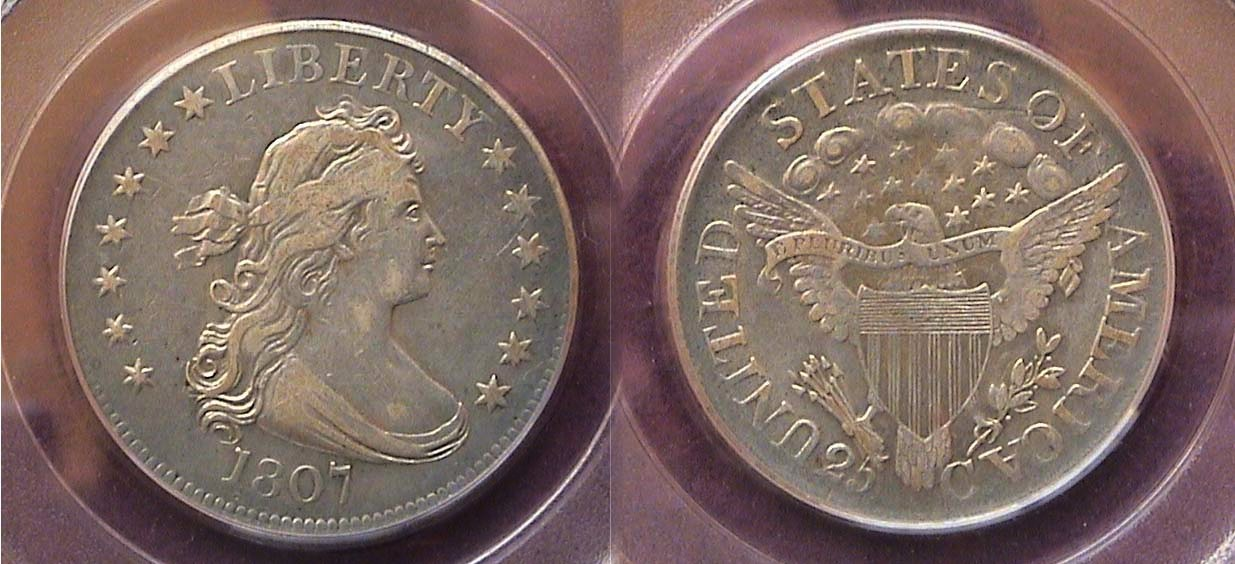 LIBERTY
1807
UNITED STATES OF AMERICA
E PLURIBUS UNUM
25 C